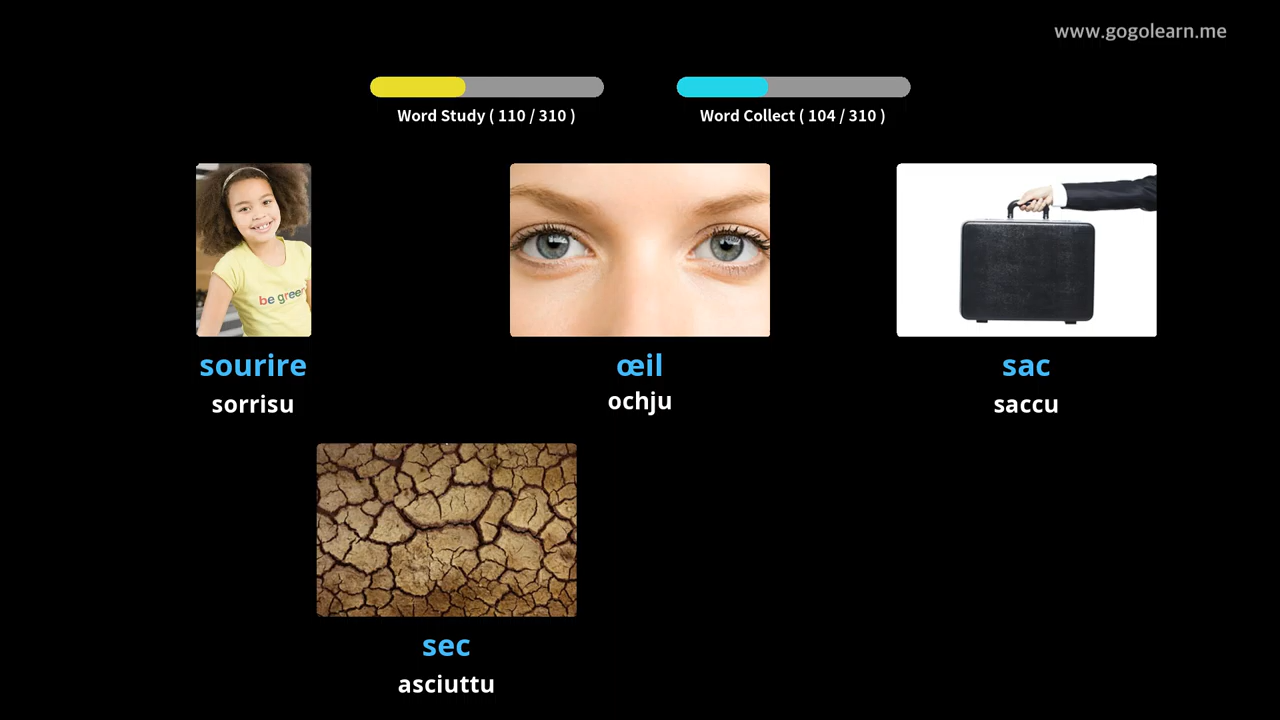 www.gogolearn.me
Word Study ( 110 / 310 )
Word Collect ( 104 / 310 )
be green
sourire
sorrisu
œil
ochju
sac
saccu
sec
asciuttu